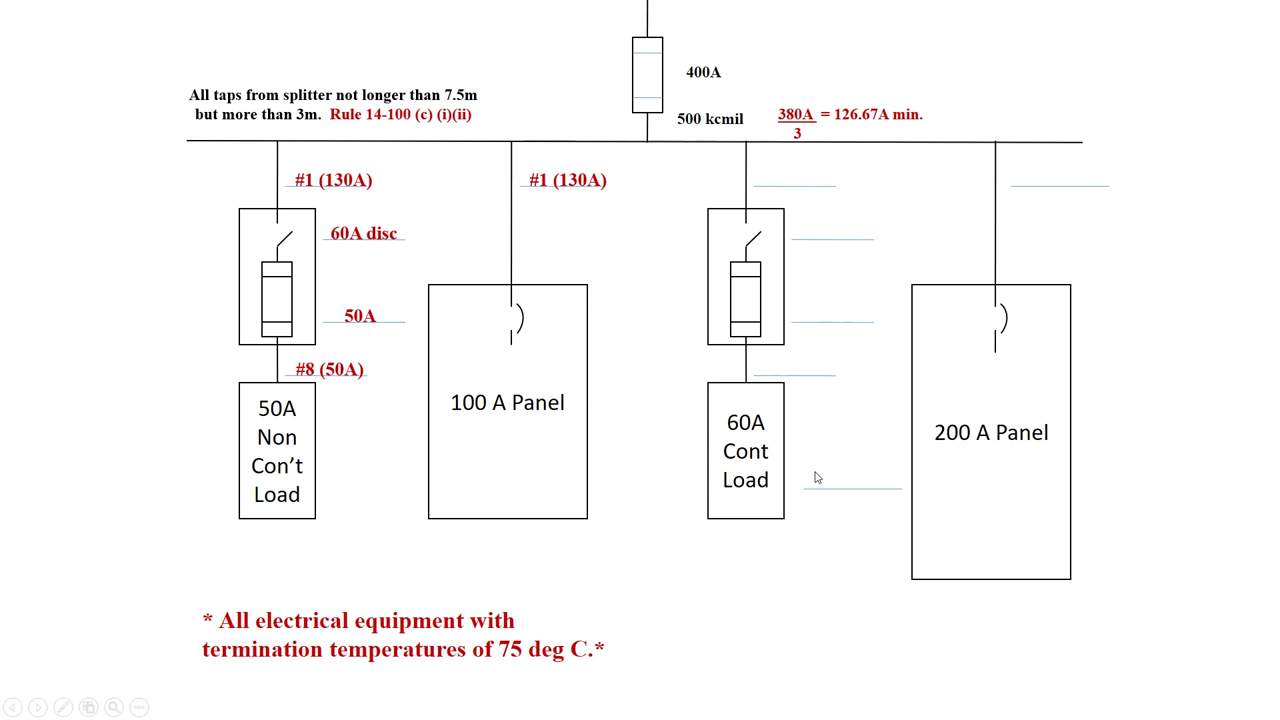 400A
All taps from splitter not longer than 7.5m
but more than 3m. Rule 14-100 (c) (i)(ii)
500 kcmil
380A = 126.67A min.
3
#1 (130A)
#1 (130A)
60A disc
50A
#8 (50A)
50A
Non
Con't
Load
100 A Panel
60A
Cont
Load
200 A Panel
* All electrical equipment with
termination temperatures of 75 deg C.*